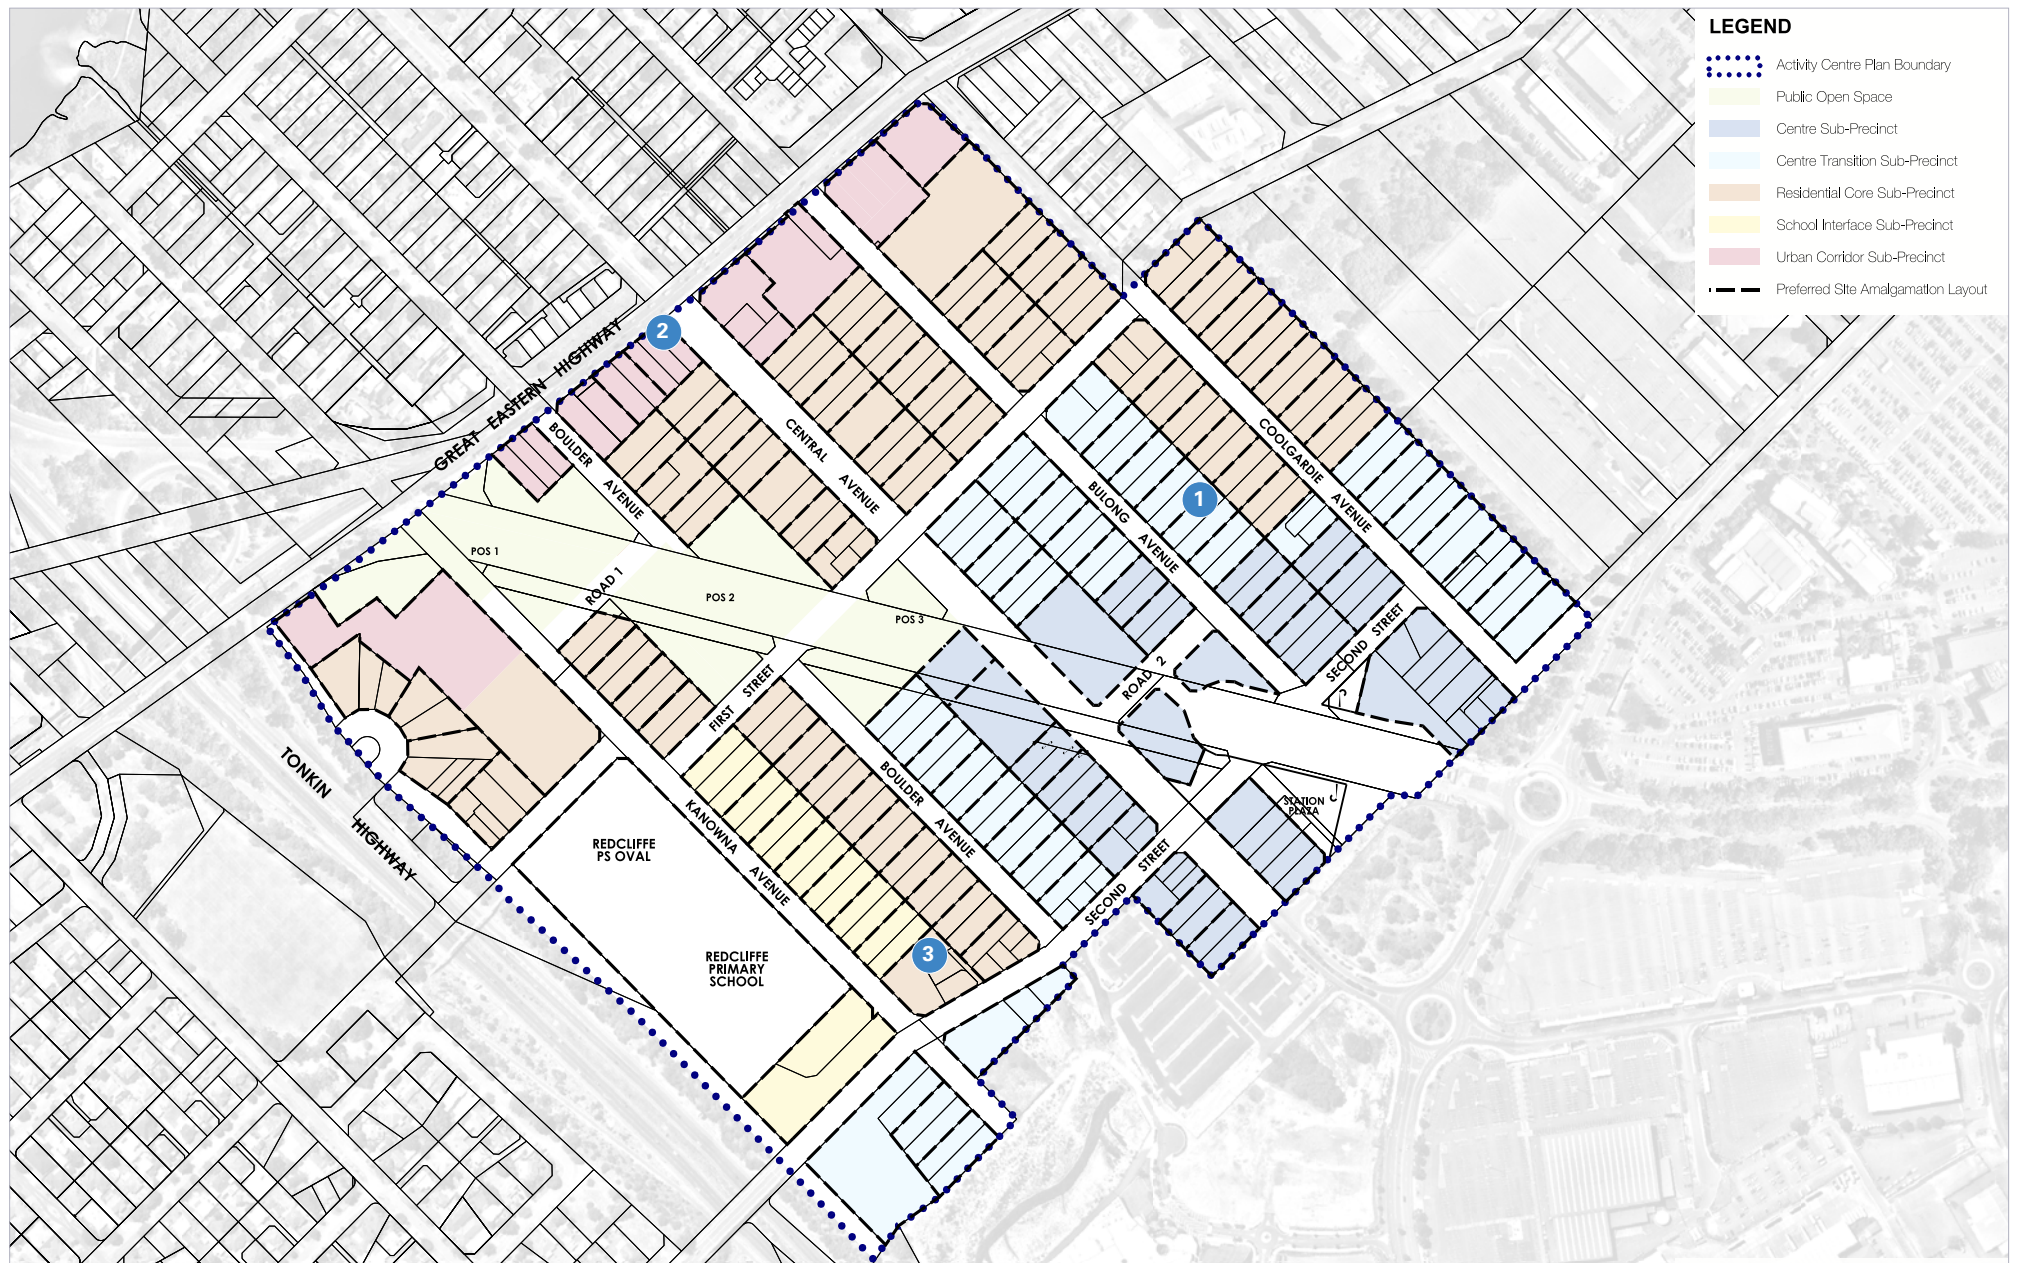 LEGEND
Activity Centre Plan Boundary
Public Open Space
Centre Sub-Precinct
Centre Transition Sub-Precinct
Residential Core Sub-Precinct
School Interface Sub-Precinct
Urban Corridor Sub-Precinct
Preferred Site Amalgamation Layout
2
GREAT EASTERN HIGHWAY
BOULDER AVENUE
CENTRAL AVENUE
COOLGARDIE AVENUE
1
BULONG AVENUE
POS 1
ROAD 1
POS 2
POS 3
SECOND STREET
ROAD 2
FIRST STREET
TONKIN HIGHWAY
KANOWNA AVENUE
BOULDER AVENUE
STATION
PLAZA
REDCLIFFE
PS OVAL
SECOND STREET
3
REDCLIFFE
PRIMARY
SCHOOL